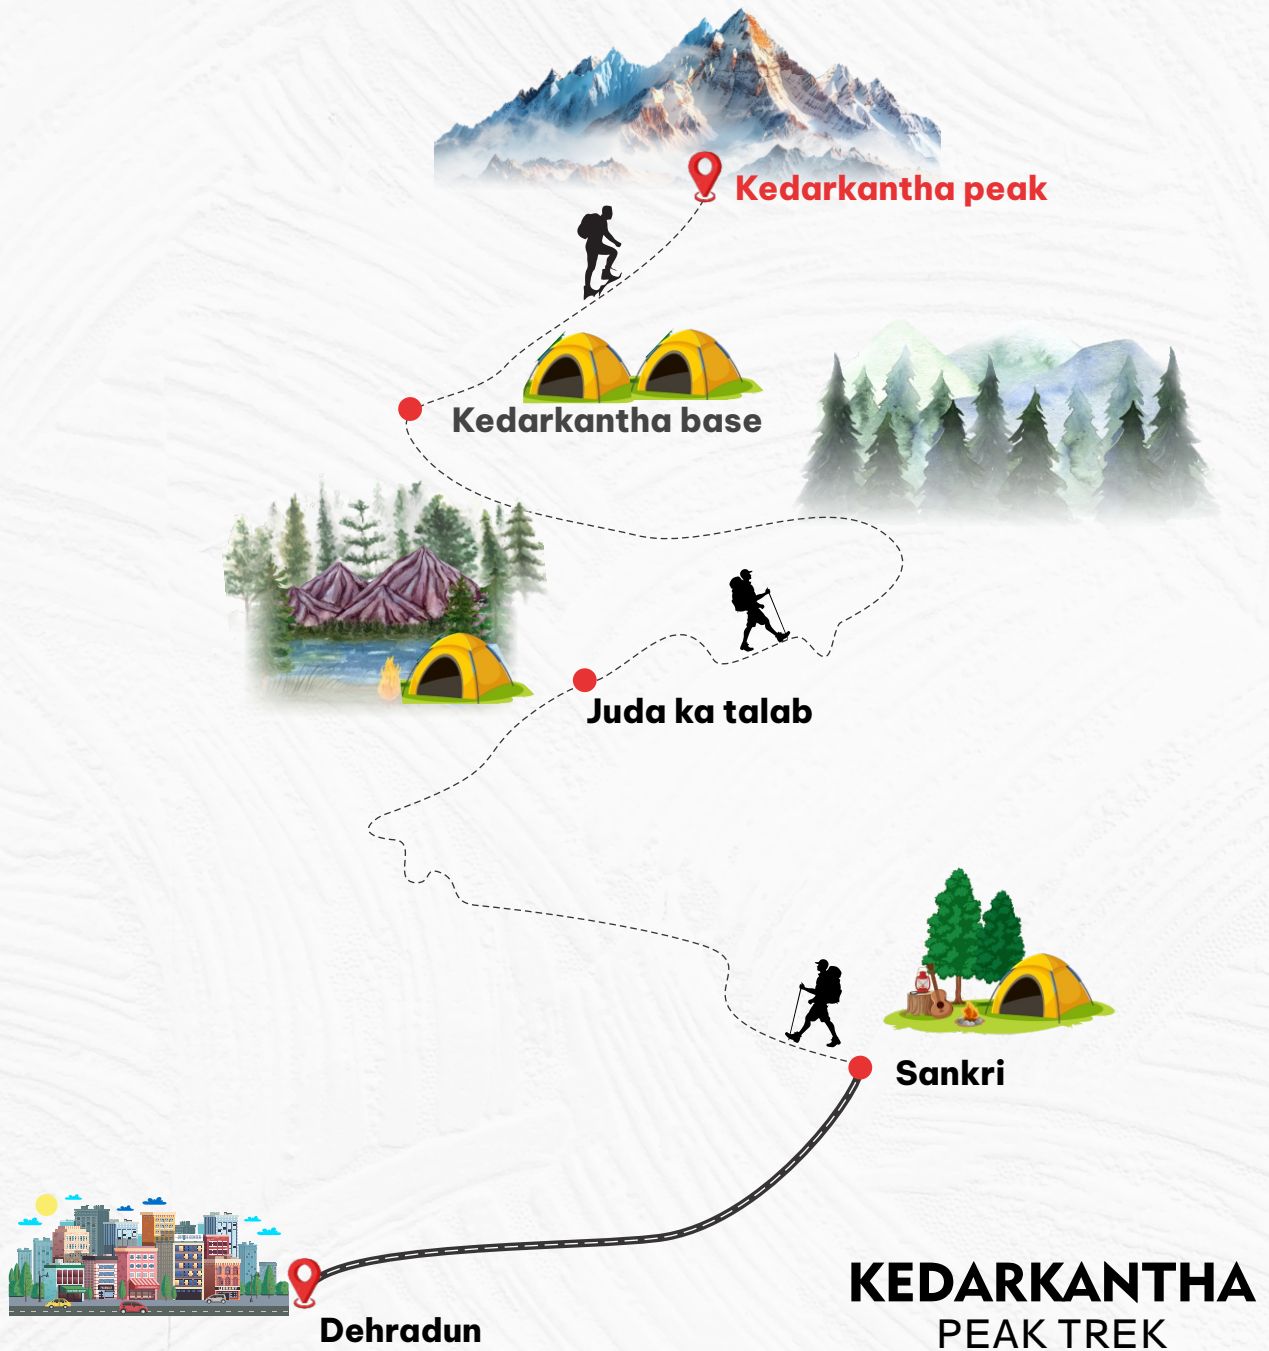 Kedarkantha peak
Kedarkantha base
Juda ka talab
Sankri
Dehradun
KEDARKANTHA
PEAK TREK